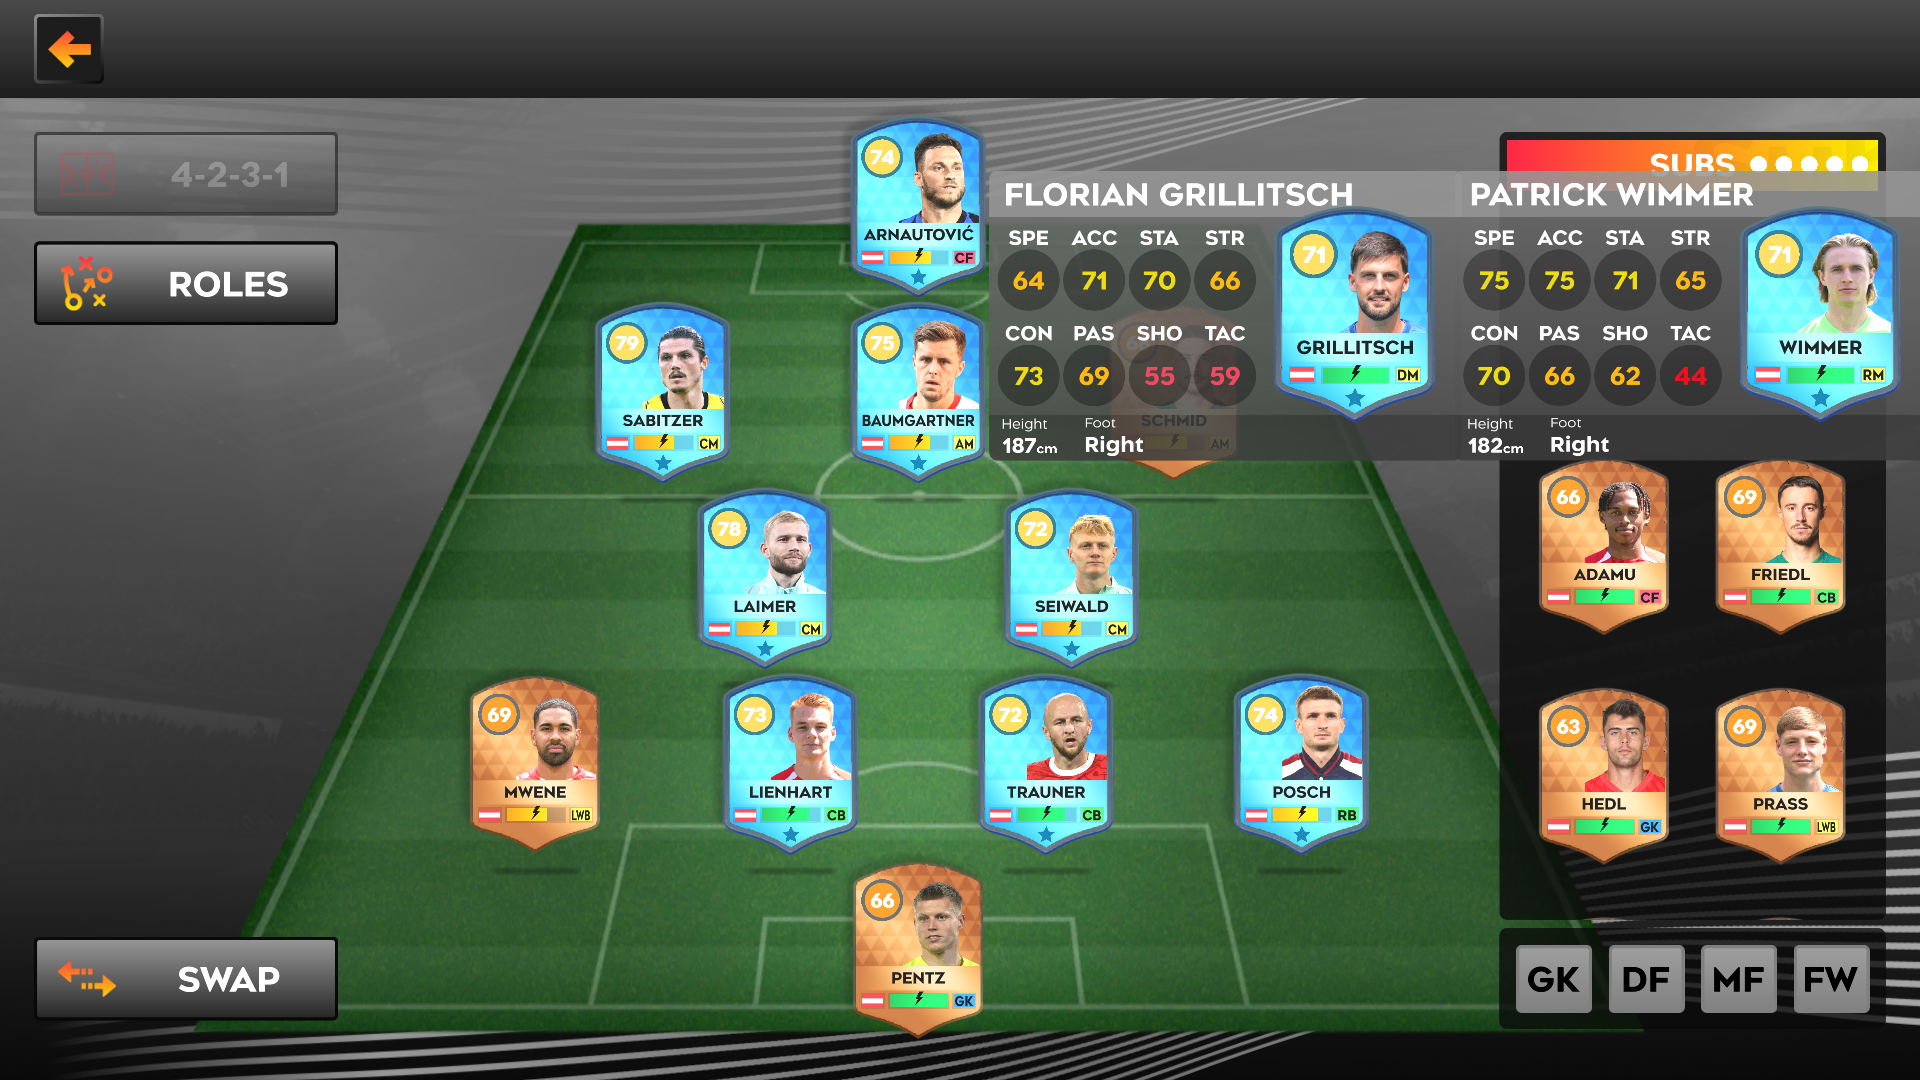 4-2-3-1
ROLES
SWAP
74
ARNAUTOVIĆ
CF
79
SABITZER
CM
75
BAUMGARTNER
AM
SCHMID
AM
78
LAIMER
CM
72
SEIWALD
CM
69
MWENE
LWB
73
LIENHART
CB
72
TRAUNER
CB
74
POSCH
RB
66
PENTZ
GK
FLORIAN GRILLITSCH
SPE ACC STA STR
64 71 70 66
CON PAS SHO TAC
73 69 55 59
Height Foot
187cm Right
71
GRILLITSCH
DM
SUBS
PATRICK WIMMER
SPE ACC STA STR
75 75 71 65
CON PAS SHO TAC
70 66 62 44
Height Foot
182cm Right
71
WIMMER
RM
66
ADAMU
CF
69
FRIEDL
CB
63
HEDL
GK
69
PRASS
LWB
GK DF MF FW